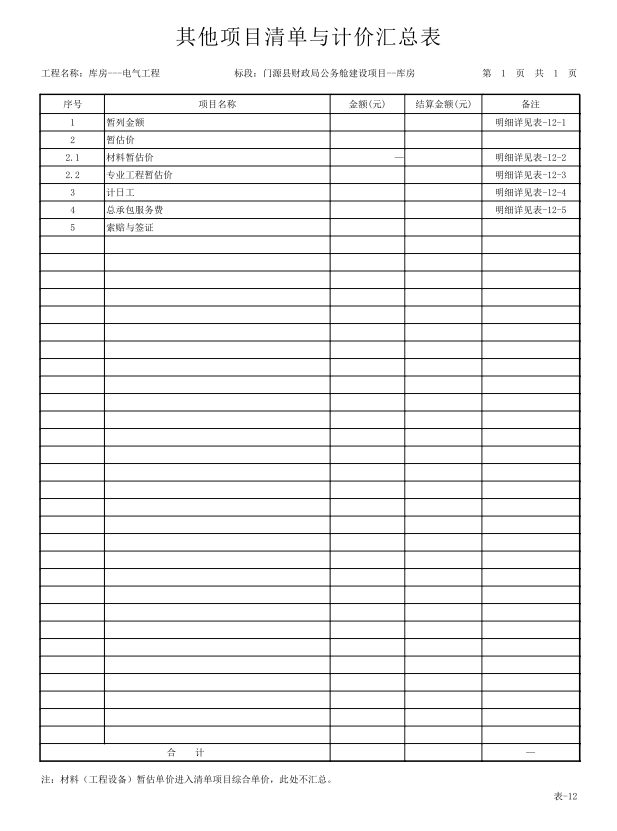 其他项目清单与计价汇总表
工程名称：库房---电气工程 标段：门源县财政局公务舱建设项目--库房 第 1 页 共 1 页
序号 项目名称 金额(元) 结算金额(元) 备注
1 暂列金额 明细详见表-12-1
2 暂估价
2.1 材料暂估价 — 明细详见表-12-2
2.2 专业工程暂估价 明细详见表-12-3
3 计日工 明细详见表-12-4
4 总承包服务费 明细详见表-12-5
5 索赔与签证
合 计 —
注：材料（工程设备）暂估单价进入清单项目综合单价，此处不汇总。
表-12